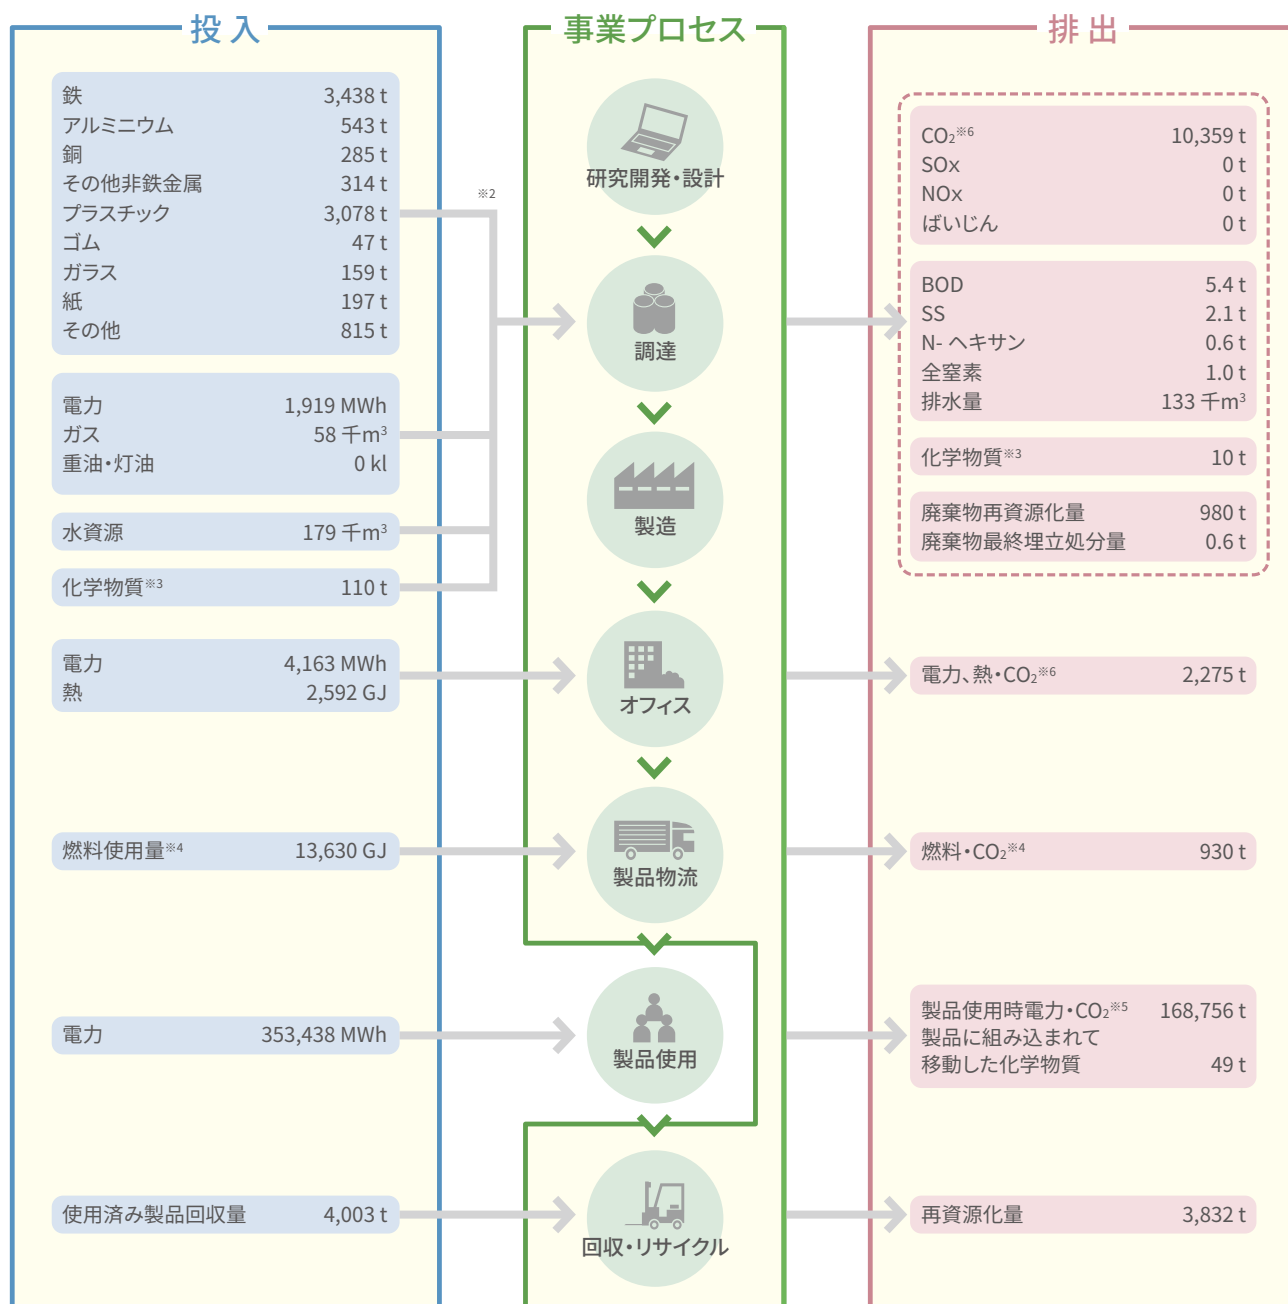 投入
鉄 3,438 t
アルミニウム 543 t
銅 285 t
その他非鉄金属 314 t
プラスチック 3,078 t
ゴム 47 t
ガラス 159 t
紙 197 t
その他 815 t
電力 1,919 MWh
ガス 58 千m³
重油・灯油 0 kl
水資源 179 千m³
化学物質※3 110 t
電力 4,163 MWh
熱 2,592 GJ
燃料使用量※4 13,630 GJ
電力 353,438 MWh
使用済み製品回収量 4,003 t
※2
事業プロセス
研究開発・設計
調達
製造
オフィス
製品物流
製品使用
回収・リサイクル
排出
CO₂※6 10,359 t
SOx 0 t
NOx 0 t
ばいじん 0 t
BOD 5.4 t
SS 2.1 t
N- ヘキサン 0.6 t
全窒素 1.0 t
排水量 133 千m³
化学物質※3 10 t
廃棄物再資源化量 980 t
廃棄物最終埋立処分量 0.6 t
電力、熱・CO₂※6 2,275 t
燃料・CO₂※4 930 t
製品使用時電力・CO₂※5 168,756 t
製品に組み込まれて
移動した化学物質 49 t
再資源化量 3,832 t